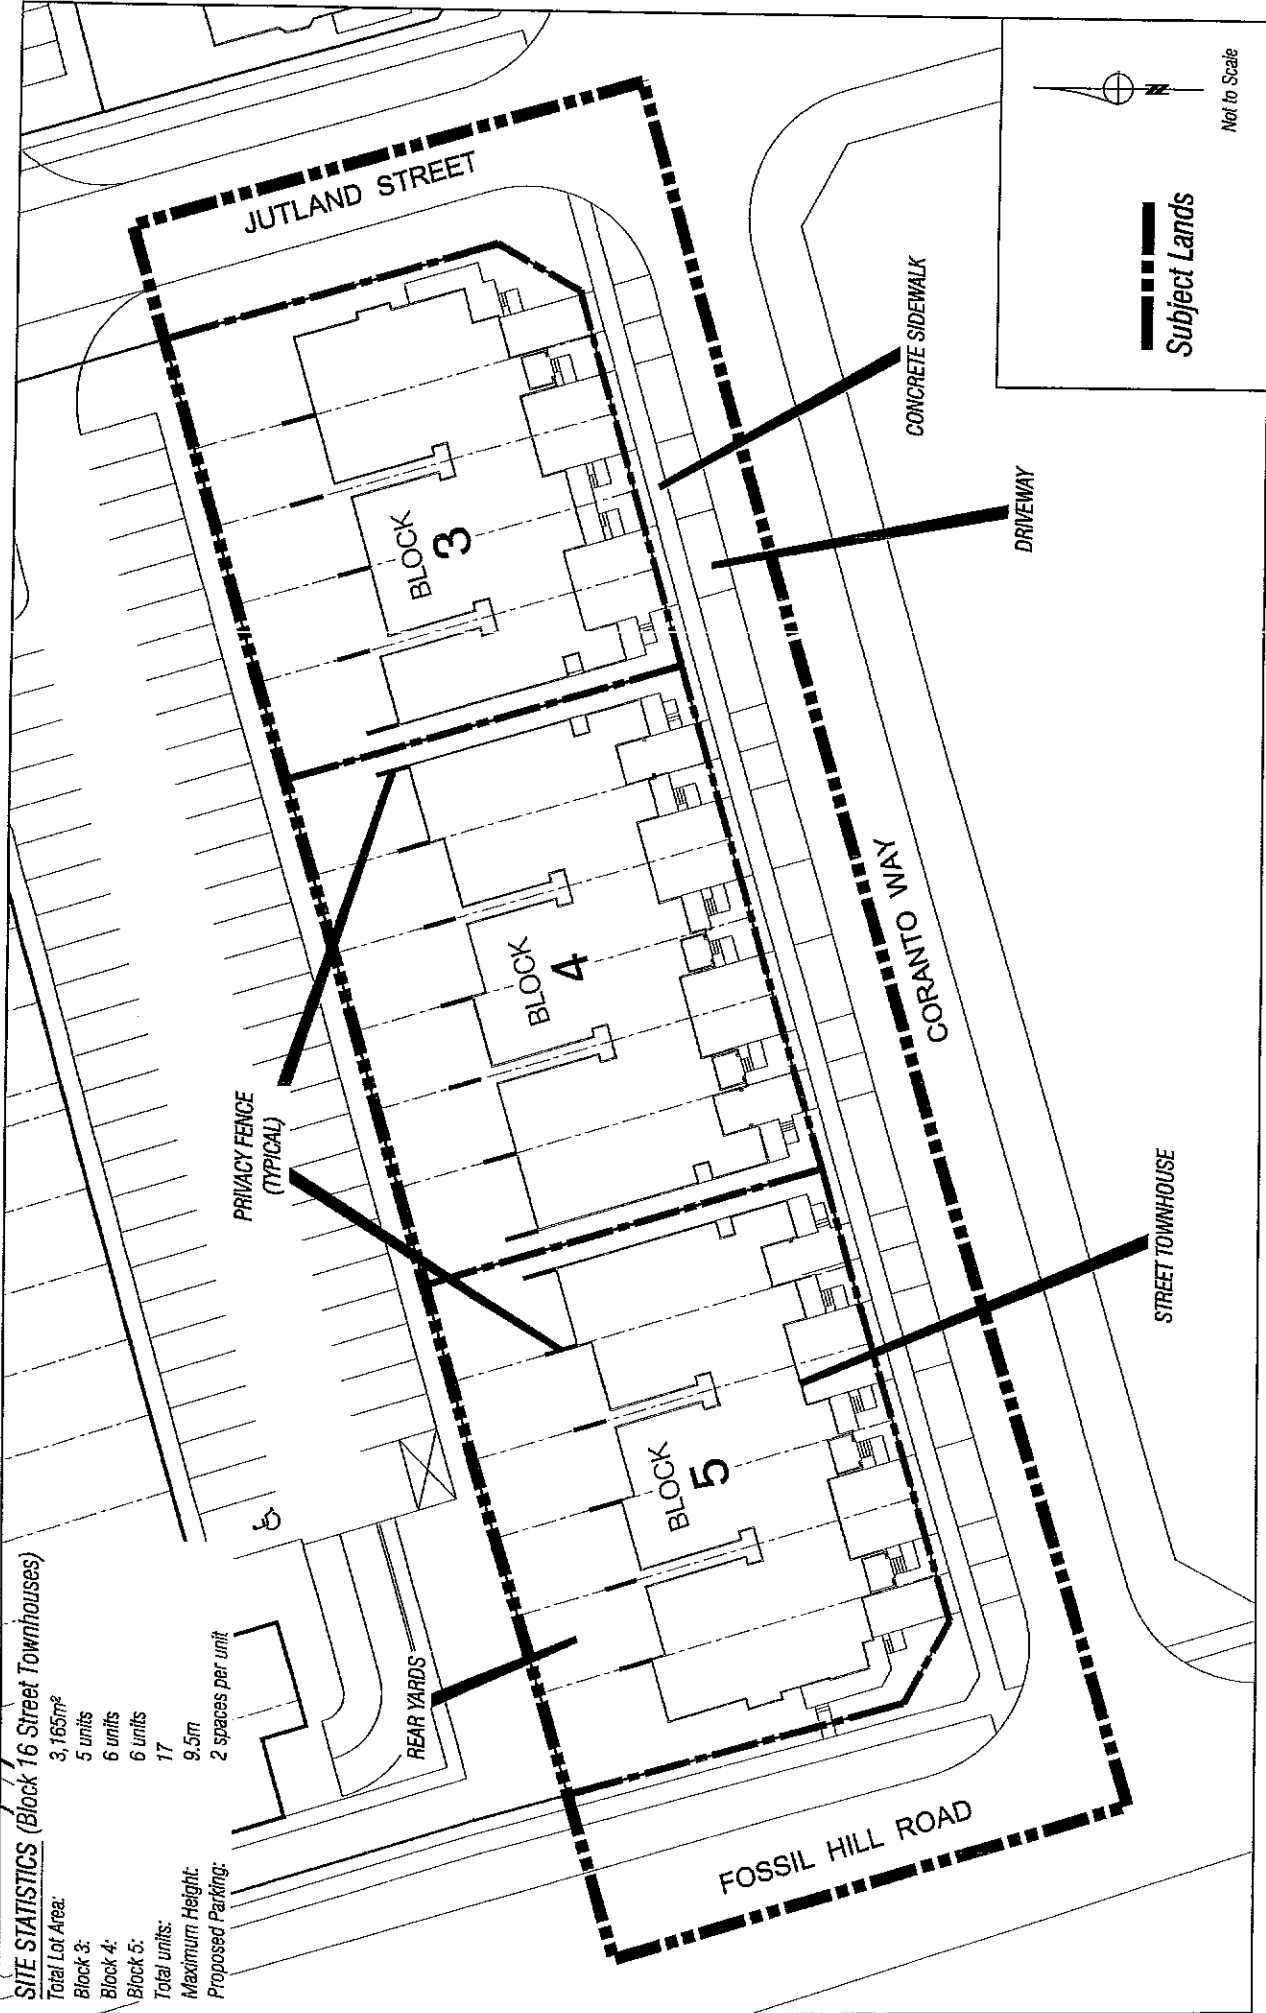 SITE STATISTICS (Block 16 Street Townhouses)
Total Lot Area: 3,165m²
Block 3: 5 units
Block 4: 6 units
Block 5: 6 units
Total units: 17
Maximum Height: 9.5m
Proposed Parking: 2 spaces per unit
PRIVACY FENCE
(TYPICAL)
REAR YARDS
JUTLAND STREET
BLOCK
3
BLOCK
4
BLOCK
5
FOSSIL HILL ROAD
CORANTO WAY
CONCRETE SIDEWALK
DRIVEWAY
STREET TOWNHOUSE
N
Not to Scale
Subject Lands